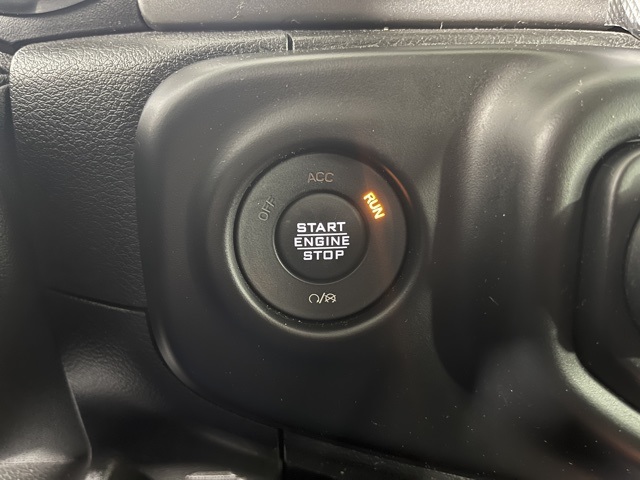 ACC
OFF
RUN
START
ENGINE
STOP